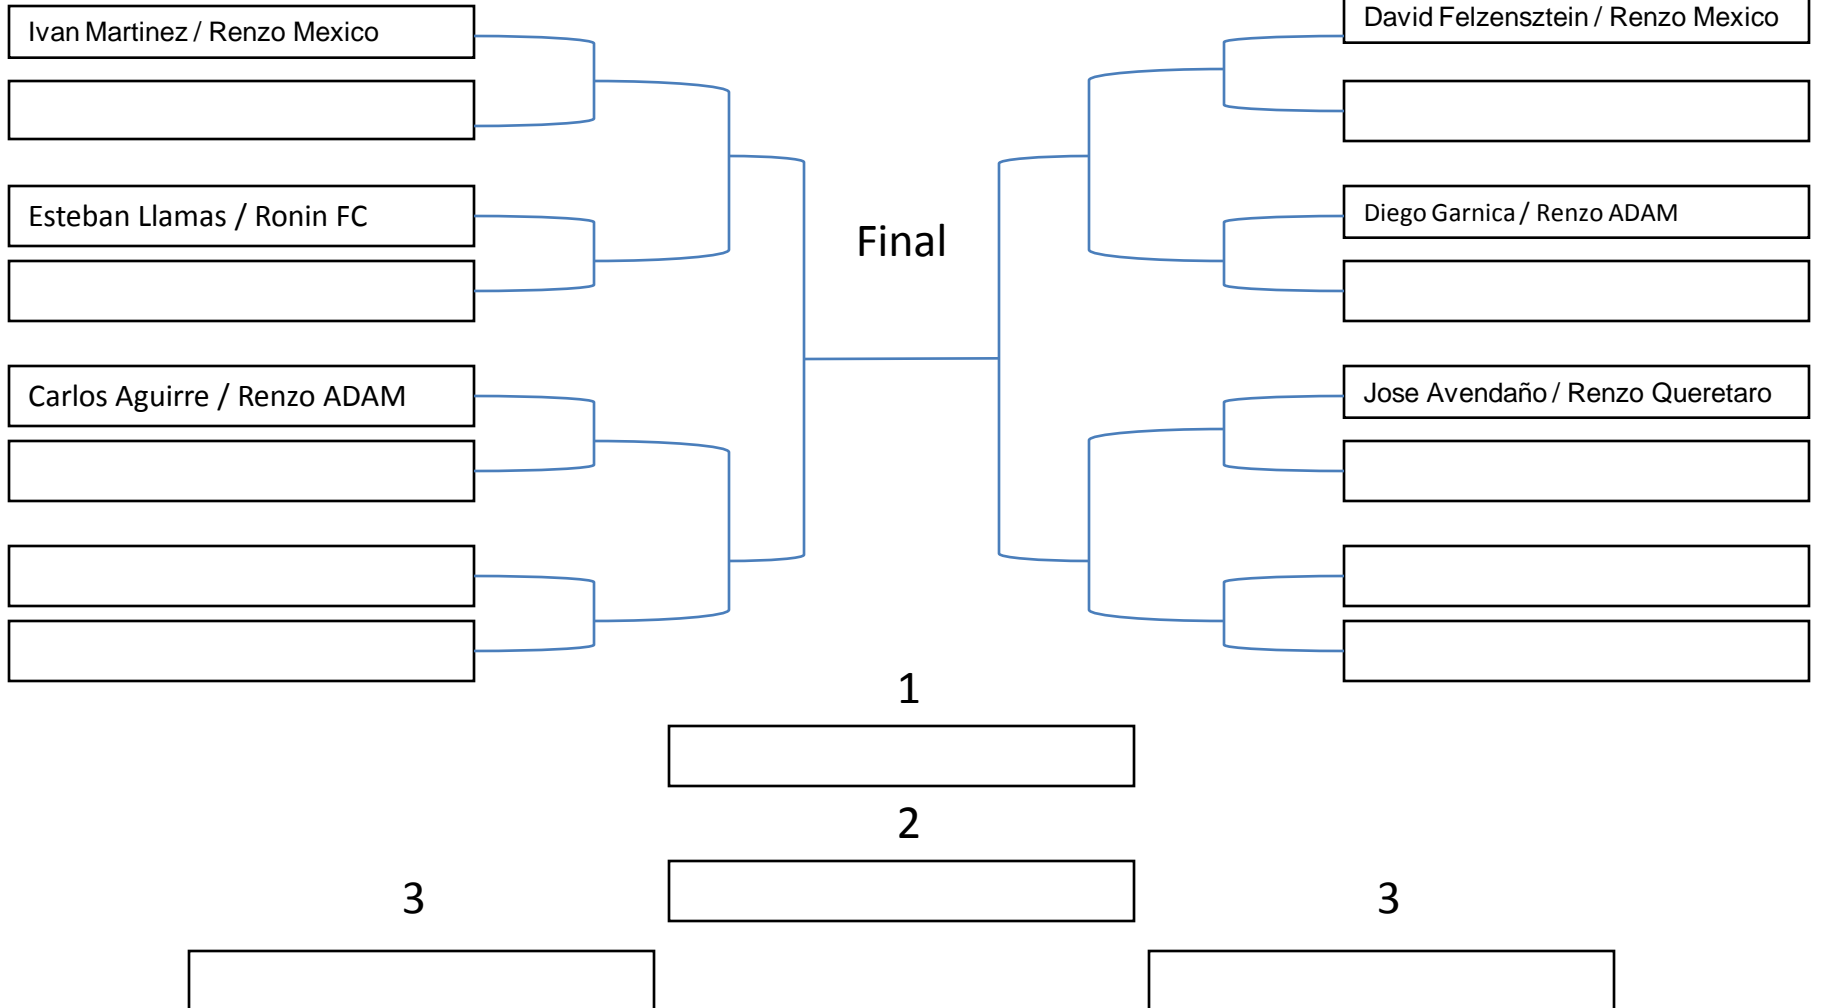 Ivan Martinez / Renzo Mexico
Esteban Llamas / Ronin FC
Carlos Aguirre / Renzo ADAM
Final
David Felzensztein / Renzo Mexico
Diego Garnica / Renzo ADAM
Jose Avendaño / Renzo Queretaro
1
2
3
3